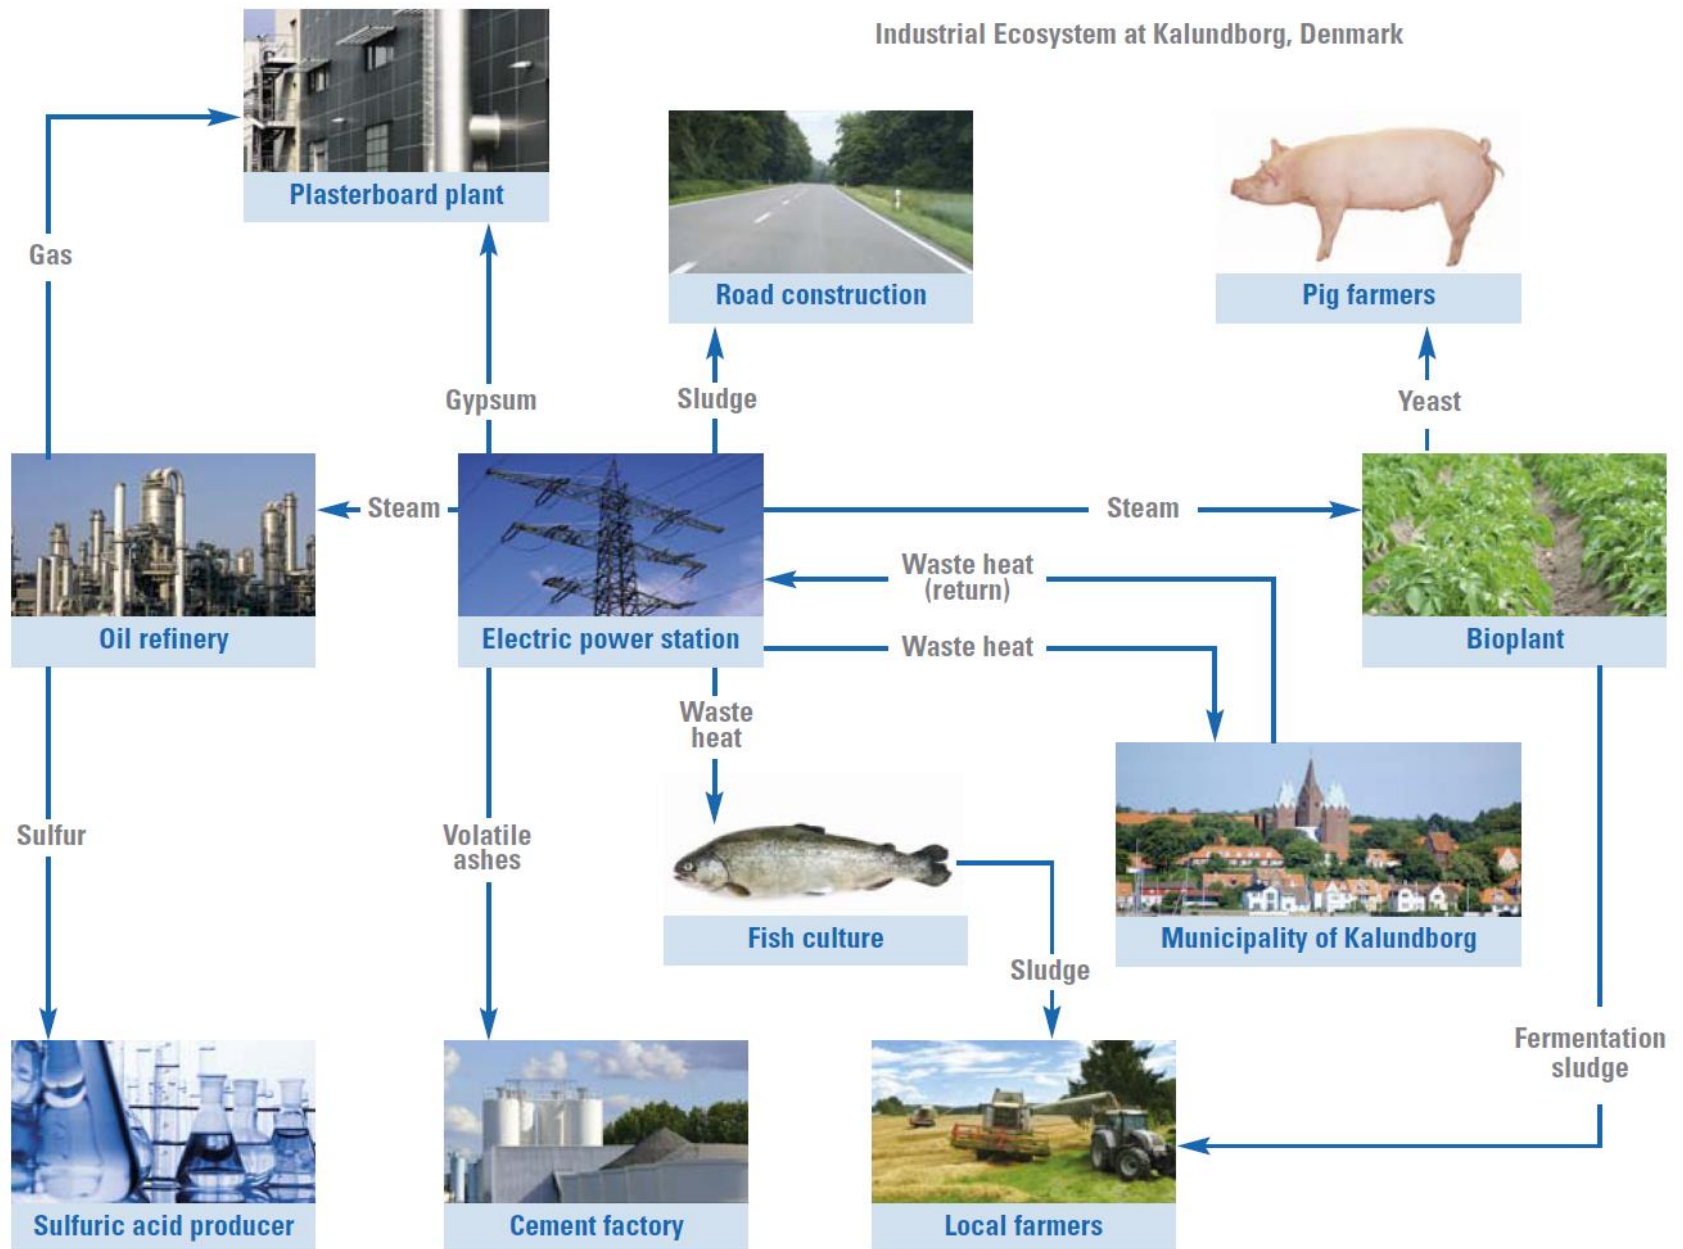 Industrial Ecosystem at Kalundborg, Denmark
Plasterboard plant
Gas
Road construction
Pig farmers
Gypsum
Sludge
Yeast
Steam
Steam
Waste heat
(return)
Oil refinery
Electric power station
Waste heat
Bioplant
Waste
heat
Sulfur
Volatile
ashes
Fish culture
Municipality of Kalundborg
Sludge
Fermentation
sludge
Sulfuric acid producer
Cement factory
Local farmers